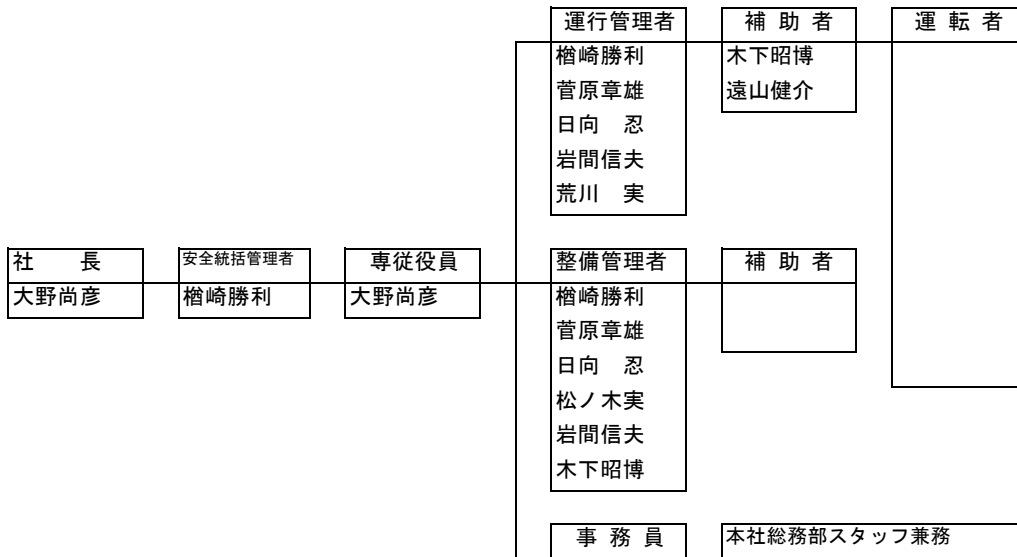 運行管理者
楢崎勝利
菅原章雄
日向　忍
岩間信夫
荒川　実
補 助 者
木下昭博
遠山健介
運 転 者
社　　長
大野尚彦
安全統括管理者
楢崎勝利
専従役員
大野尚彦
整備管理者
楢崎勝利
菅原章雄
日向　忍
松ノ木実
岩間信夫
木下昭博
補 助 者
事 務 員
本社総務部スタッフ兼務